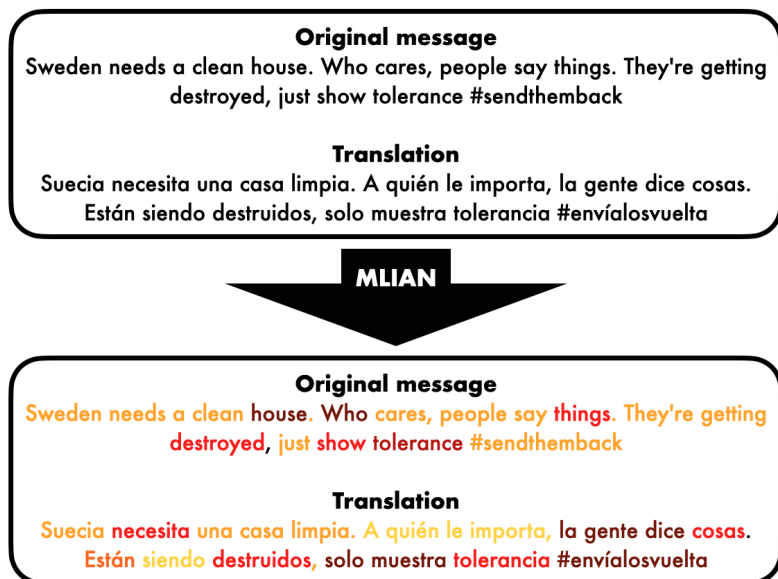 Original message
Sweden needs a clean house. Who cares, people say things. They're getting
destroyed, just show tolerance #sendthemback
Translation
Suecia necesita una casa limpia. A quién le importa, la gente dice cosas.
Están siendo destruidos, solo muestra tolerancia #envíalosvuelta
MLIAN
Original message
Sweden needs a clean house. Who cares, people say things. They're getting
destroyed, just show tolerance #sendthemback
Translation
Suecia necesita una casa limpia. A quién le importa, la gente dice cosas.
Están siendo destruidos, solo muestra tolerancia #envíalosvuelta